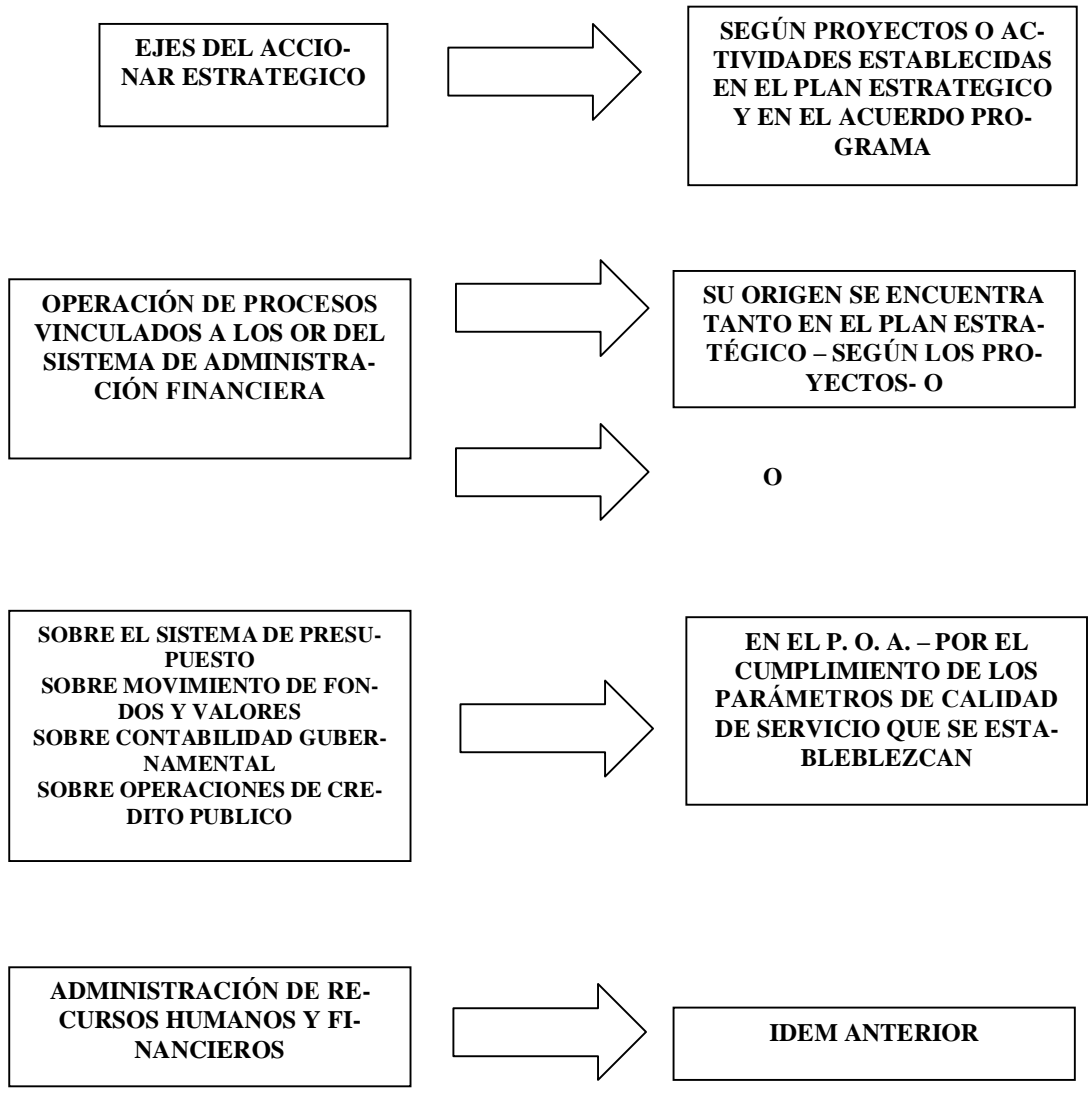 EJES DEL ACCIO-
NAR ESTRATEGICO
SEGÚN PROYECTOS O AC-
TIVIDADES ESTABLECIDAS
EN EL PLAN ESTRATEGICO
Y EN EL ACUERDO PRO-
GRAMA
OPERACIÓN DE PROCESOS
VINCULADOS A LOS OR DEL
SISTEMA DE ADMINISTRA-
CIÓN FINANCIERA
SU ORIGEN SE ENCUENTRA
TANTO EN EL PLAN ESTRA-
TÉGICO – SEGÚN LOS PRO-
YECTOS- O
O
SOBRE EL SISTEMA DE PRESU-
PUESTO
SOBRE MOVIMIENTO DE FON-
DOS Y VALORES
SOBRE CONTABILIDAD GUBER-
NAMENTAL
SOBRE OPERACIONES DE CRE-
DITO PUBLICO
EN EL P. O. A. – POR EL
CUMPLIMIENTO DE LOS
PARÁMETROS DE CALIDAD
DE SERVICIO QUE SE ESTA-
BLEBLEZCAN
ADMINISTRACIÓN DE RE-
CURSOS HUMANOS Y FI-
NANCIEROS
IDEM ANTERIOR